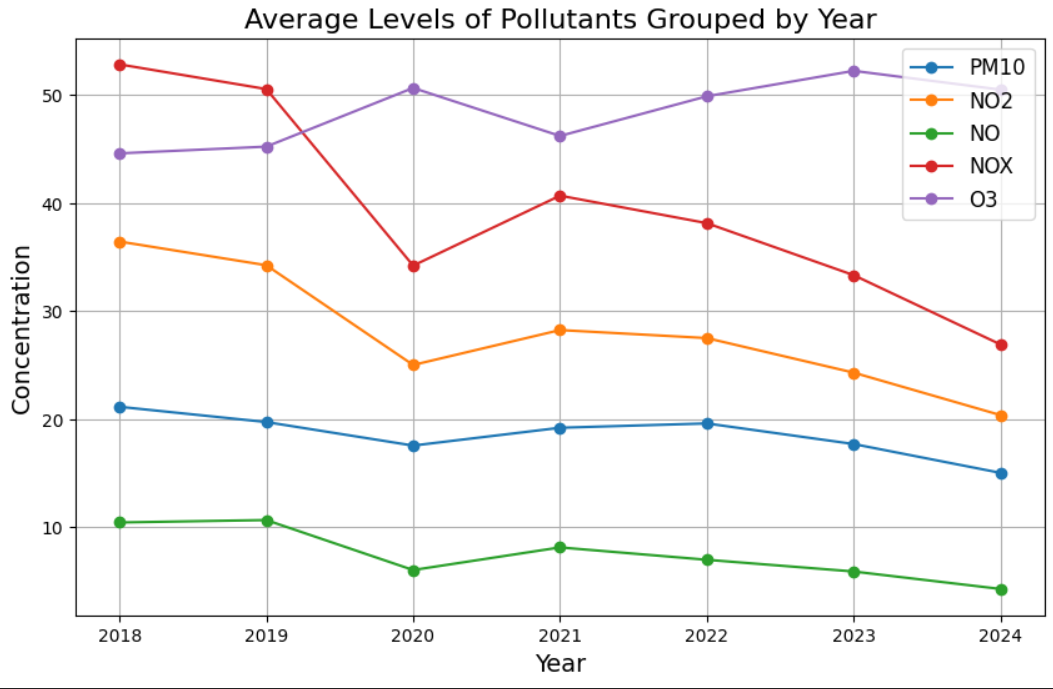 Average Levels of Pollutants Grouped by Year
PM10
NO2
NO
NOX
O3
50
40
30
20
10
Concentration
2018 2019 2020 2021 2022 2023 2024
Year